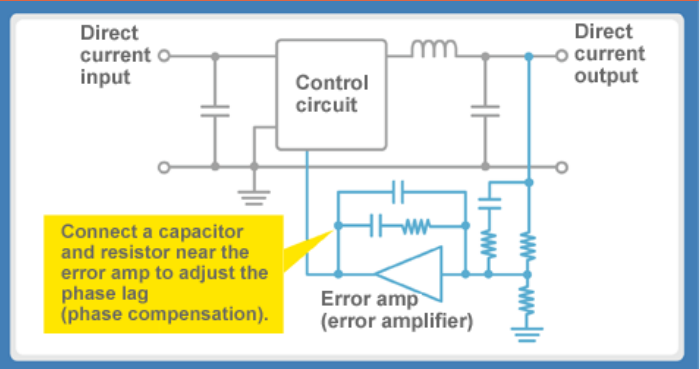 Direct
current
input
Control
circuit
Direct
current
output
Connect a capacitor
and resistor near the
error amp to adjust the
phase lag
(phase compensation).
Error amp
(error amplifier)